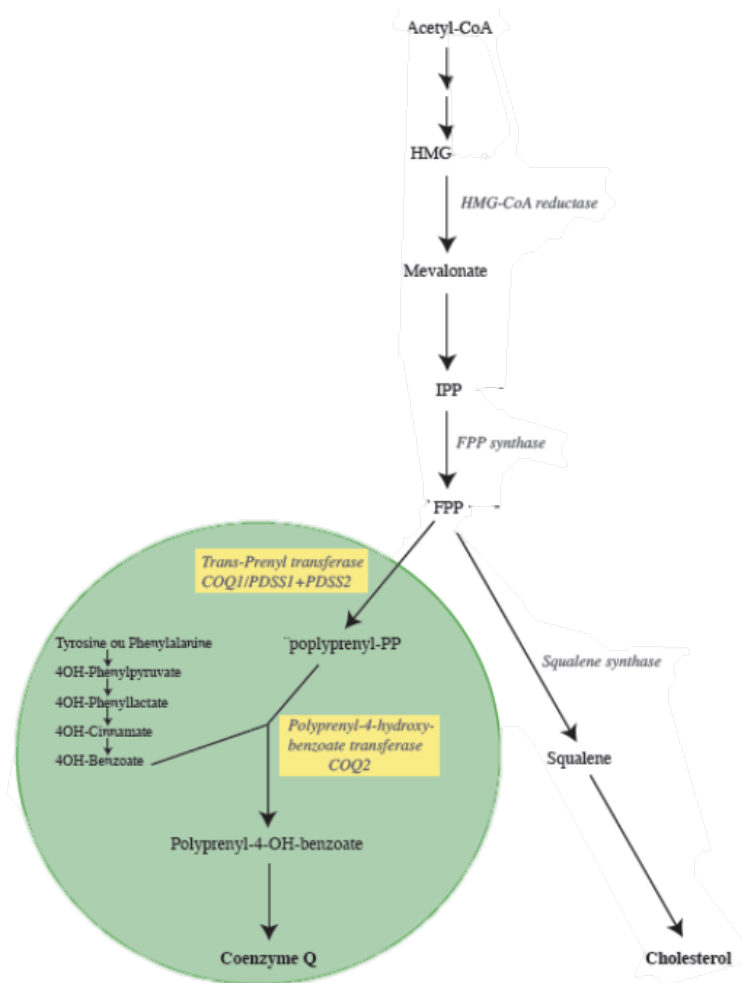 Acetyl-CoA
HMG
HMG-CoA reductase
Mevalonate
IPP
FPP synthase
FPP
Trans-Prenyl transferase
COQ1/PDSS1+PDSS2
Tyrosine ou Phenylalanine
poplyprenyl-PP
4OH-Phenylpyruvate
Squalene synthase
4OH-Phenyllactate
4OH-Cinnamate
4OH-Benzoate
Polyprenyl-4-hydroxy-
benzoate transferase
COQ2
Squalene
Polyprenyl-4-OH-benzoate
Coenzyme Q
Cholesterol